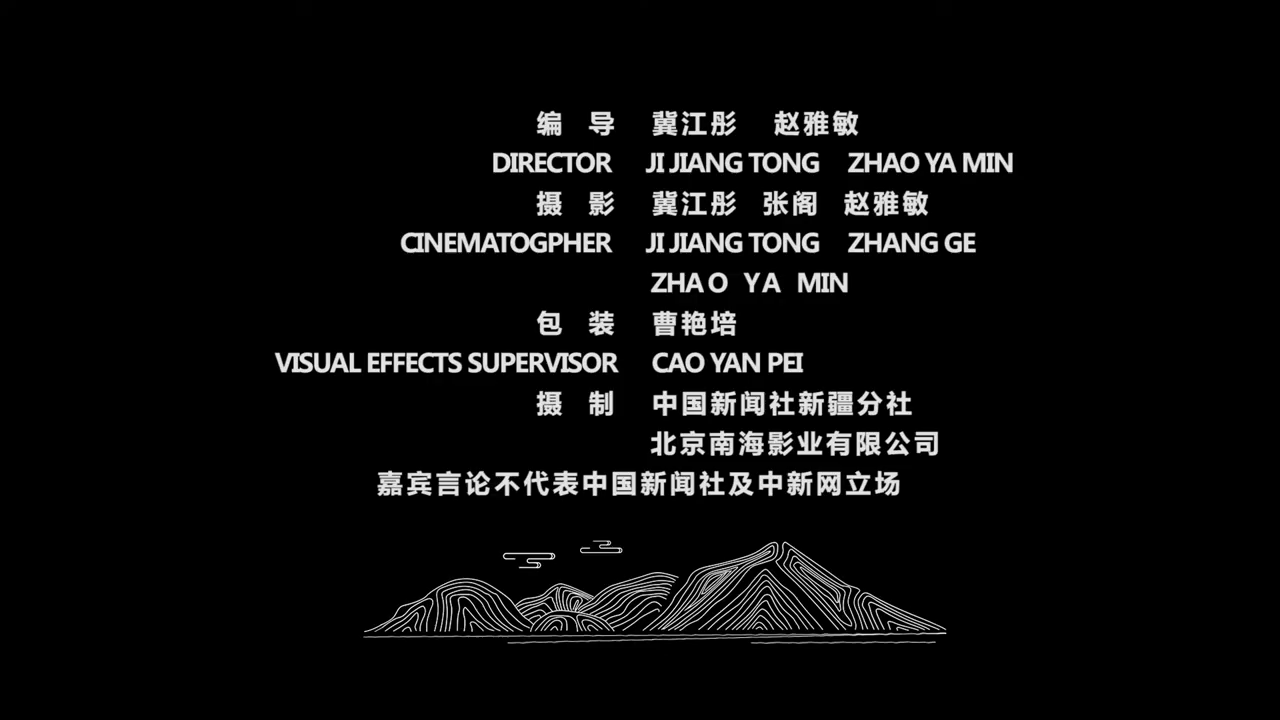 编 导 冀江彤 赵雅敏
DIRECTOR JI JIANG TONG ZHAO YA MIN
摄 影 冀江彤 张阁 赵雅敏
CINEMATOGPHER JI JIANG TONG ZHANG GE
ZHAO YA MIN
包 装 曹艳培
VISUAL EFFECTS SUPERVISOR CAO YAN PEI
摄 制 中国新闻社新疆分社
北京南海影业有限公司
嘉宾言论不代表中国新闻社及中新网立场